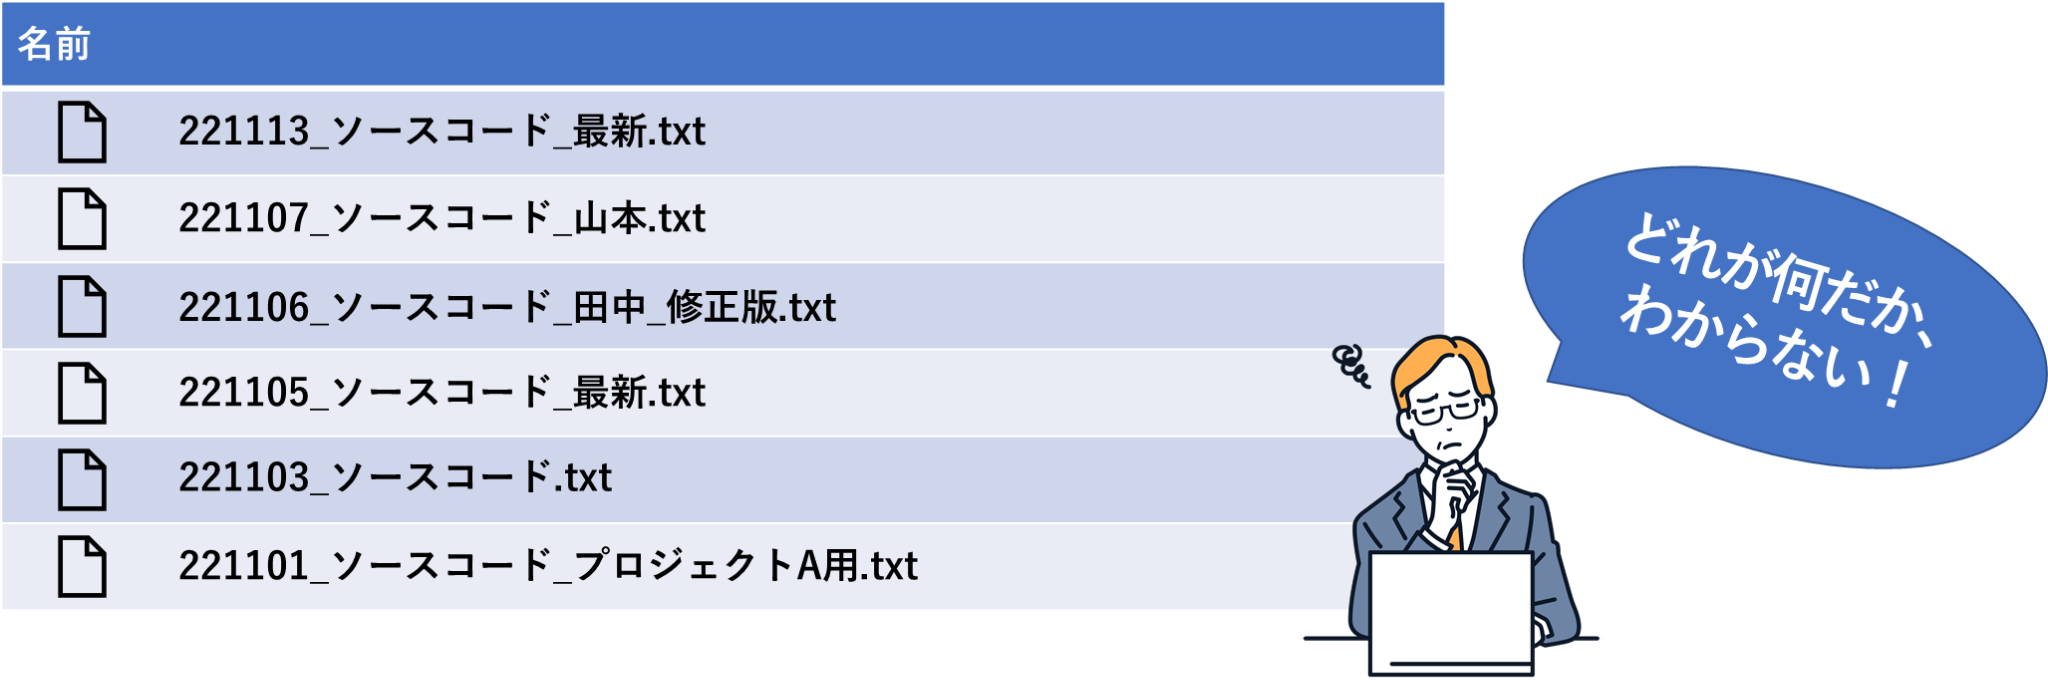 名前
221113_ソースコード_最新.txt
221107_ソースコード_山本.txt
221106_ソースコード_田中_修正版.txt
221105_ソースコード_最新.txt
221103_ソースコード.txt
221101_ソースコード_プロジェクトA用.txt
どれが何だか、
わからない！